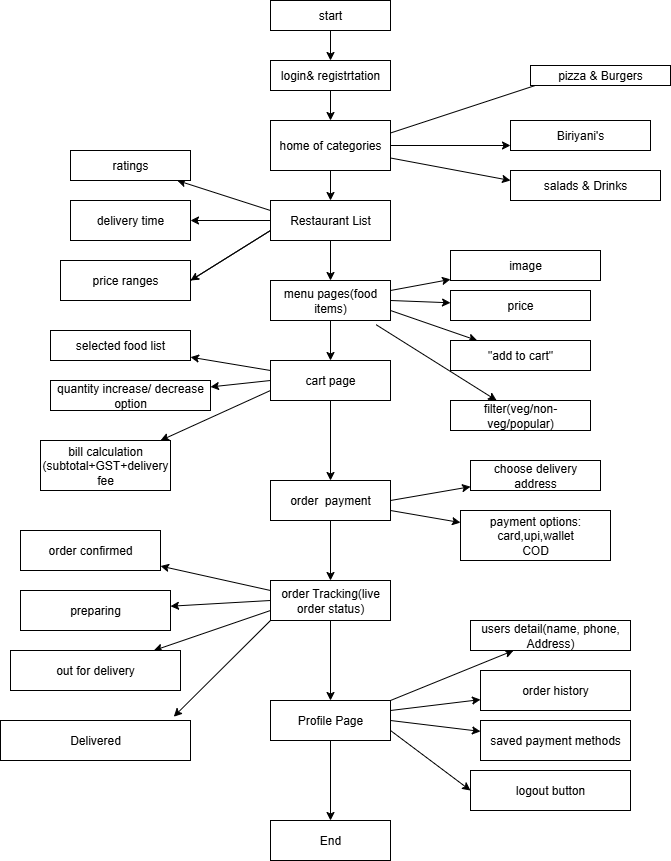 start
login& registrtation
pizza & Burgers
home of categories
Biriyani's
ratings
salads & Drinks
delivery time
Restaurant List
image
price ranges
menu pages(food
items)
price
selected food list
"add to cart"
cart page
quantity increase/ decrease
option
filter(veg/non-
veg/popular)
bill calculation
(subtotal+GST+delivery
fee
choose delivery
address
order  payment
payment options:
card,upi,wallet
COD
order confirmed
order Tracking(live
order status)
preparing
users detail(name, phone,
Address)
out for delivery
order history
Profile Page
Delivered
saved payment methods
logout button
End